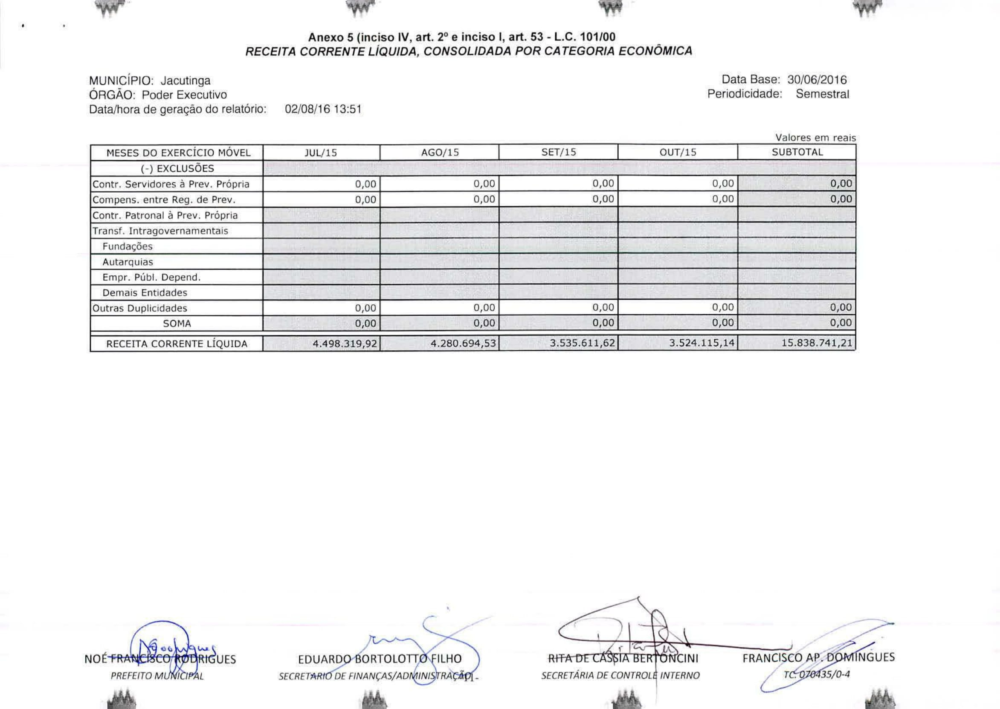 Anexo 5 (inciso IV, art. 2º e inciso I, art. 53 - L.C. 101/00
RECEITA CORRENTE LÍQUIDA, CONSOLIDADA POR CATEGORIA ECONÔMICA
MUNICÍPIO: Jacutinga
ÓRGÃO: Poder Executivo
Data/hora de geração do relatório: 02/08/16 13:51
Data Base: 30/06/2016
Periodicidade: Semestral
Valores em reais
MESES DO EXERCÍCIO MÓVEL JUL/15 AGO/15 SET/15 OUT/15 SUBTOTAL
(-) EXCLUSÕES
Contr. Servidores à Prev. Própria 0,00 0,00 0,00 0,00 0,00
Compens. entre Reg. de Prev. 0,00 0,00 0,00 0,00 0,00
Contr. Patronal à Prev. Própria
Transf. Intragovernamentais
Fundações
Autarquias
Empr. Públ. Depend.
Demais Entidades
Outras Duplicidades 0,00 0,00 0,00 0,00 0,00
SOMA 0,00 0,00 0,00 0,00 0,00
RECEITA CORRENTE LÍQUIDA 4.498.319,92 4.280.694,53 3.535.611,62 3.524.115,14 15.838.741,21
NOÉ FRANCISCO RODRIGUES EDUARDO BORTOLOTTO FILHO RITA DE CÁSSIA BERTONCINI FRANCISCO AP. DOMINGUES
PREFEITO MUNICIPAL SECRETARIO DE FINANÇAS/ADMINISTRAÇÃO SECRETÁRIA DE CONTROLE INTERNO TC. 070435/0-4